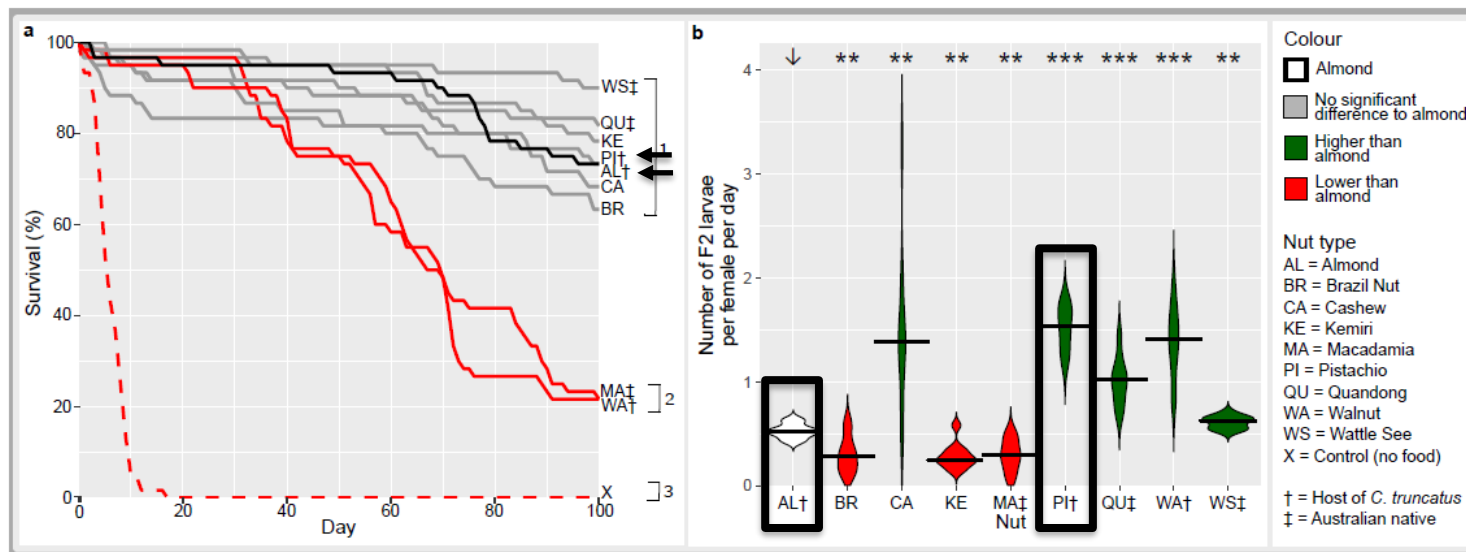 a
100
80
60
40
20
0
Survival (%)
0 20 40 60 80 100
Day
WS‡
QU‡
KE
PI†
AL†
CA
BR
1
MA‡
WA†
2
X
3
b
4
3
2
1
0
Number of F2 larvae
per female per day
↓ ** ** ** ** *** *** *** **
AL† BR CA KE MA‡ PI† QU‡ WA† WS‡
Nut
Colour
Almond
No significant
difference to almond
Higher than
almond
Lower than
almond
Nut type
AL = Almond
BR = Brazil Nut
CA = Cashew
KE = Kemiri
MA = Macadamia
PI = Pistachio
QU = Quandong
WA = Walnut
WS = Wattle See
X = Control (no food)
† = Host of C. truncatus
‡ = Australian native